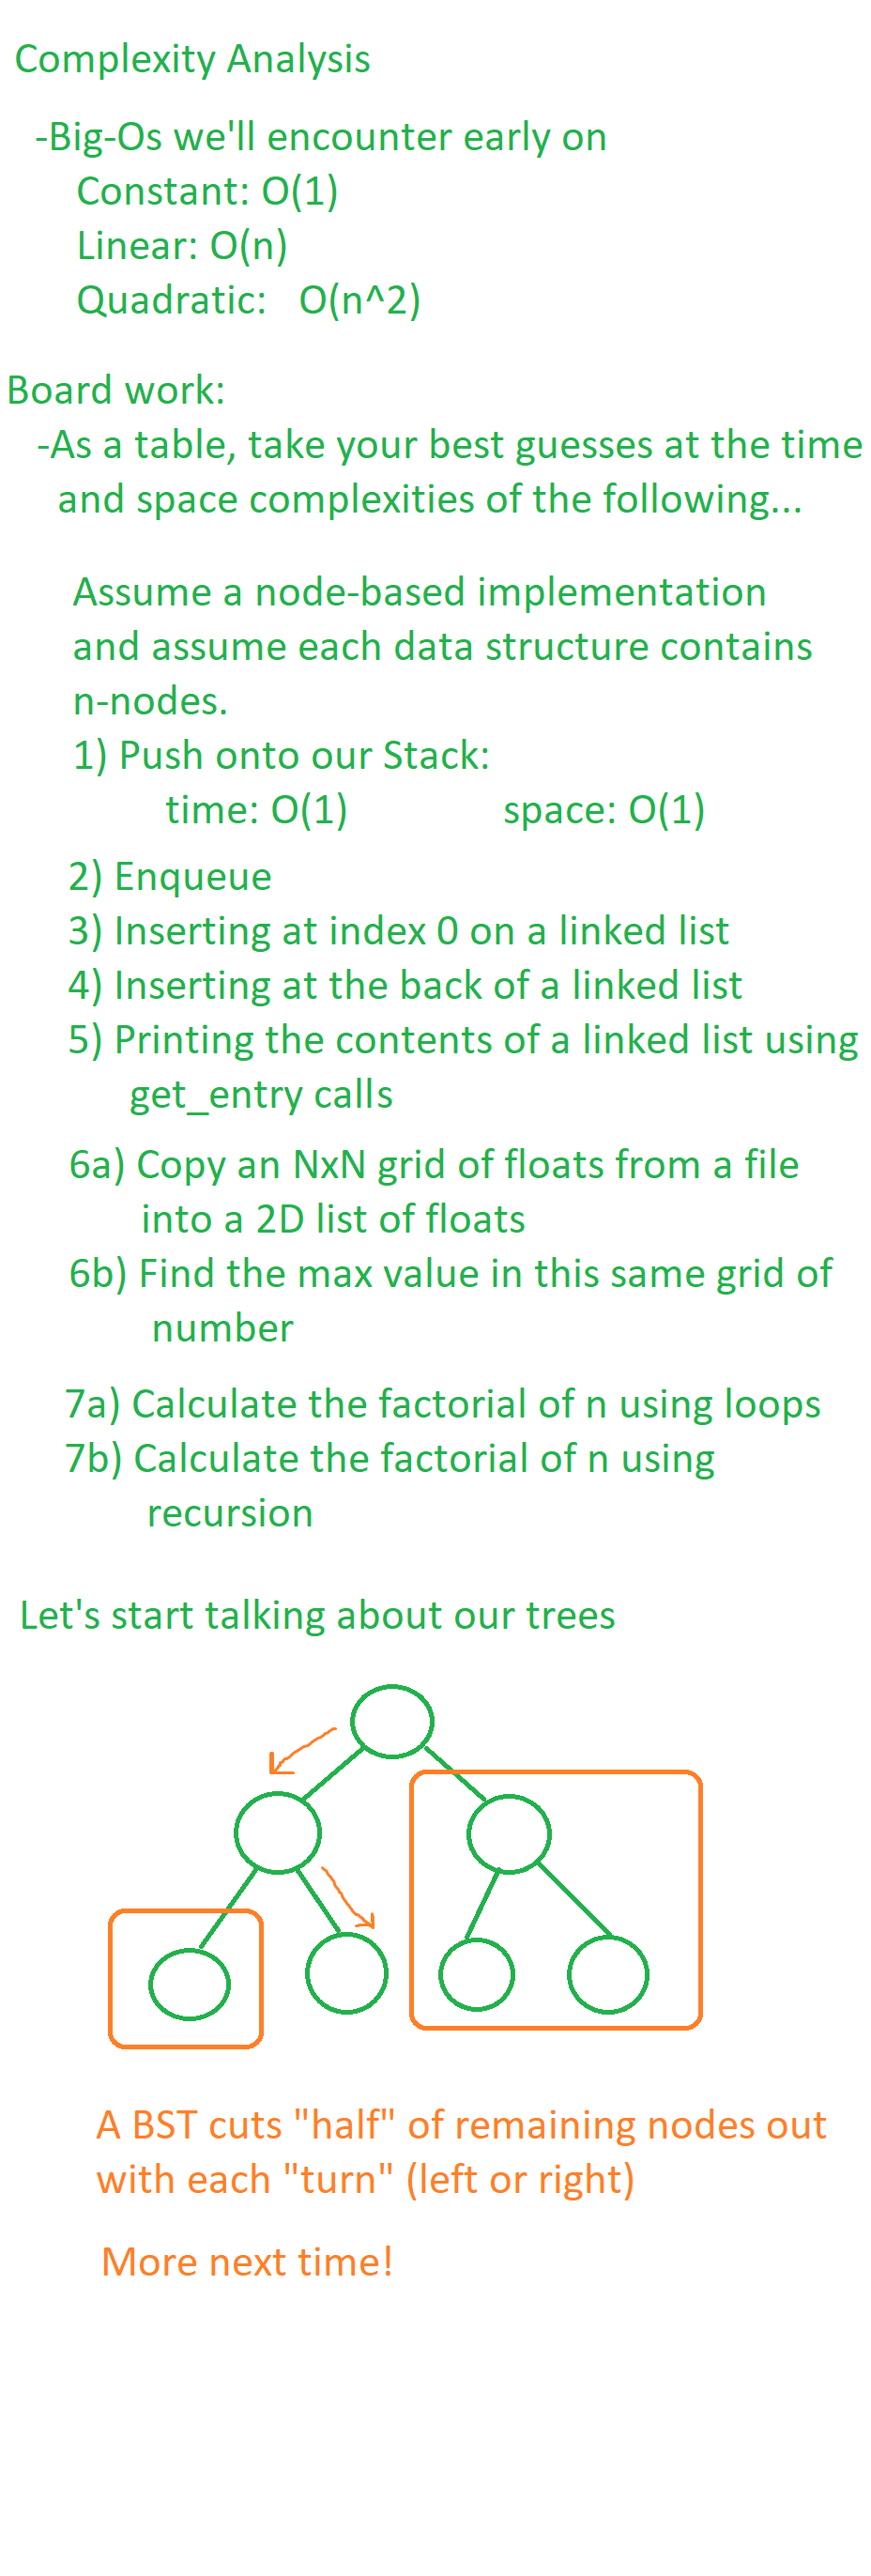 Complexity Analysis
-Big-Os we'll encounter early on
Constant: O(1)
Linear: O(n)
Quadratic: O(n^2)
Board work:
-As a table, take your best guesses at the time
and space complexities of the following...
Assume a node-based implementation
and assume each data structure contains
n-nodes.
1) Push onto our Stack:
time: O(1) space: O(1)
2) Enqueue
3) Inserting at index 0 on a linked list
4) Inserting at the back of a linked list
5) Printing the contents of a linked list using
get_entry calls
6a) Copy an NxN grid of floats from a file
into a 2D list of floats
6b) Find the max value in this same grid of
number
7a) Calculate the factorial of n using loops
7b) Calculate the factorial of n using
recursion
Let's start talking about our trees
A BST cuts "half" of remaining nodes out
with each "turn" (left or right)
More next time!